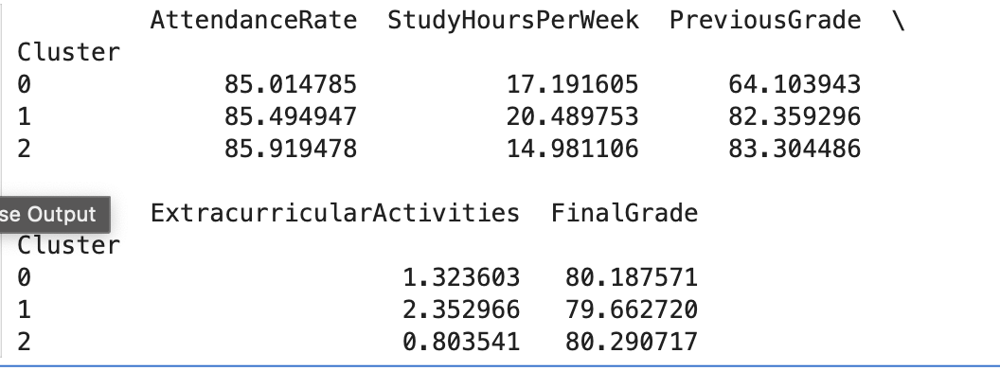 AttendanceRate StudyHoursPerWeek PreviousGrade \
Cluster
0 85.014785 17.191605 64.103943
1 85.494947 20.489753 82.359296
2 85.919478 14.981106 83.304486
se Output ExtracurricularActivities FinalGrade
Cluster
0 1.323603 80.187571
1 2.352966 79.662720
2 0.803541 80.290717